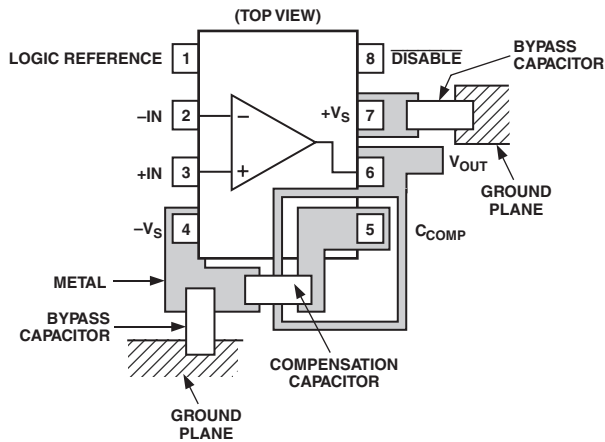 (TOP VIEW)
LOGIC REFERENCE
1
8
DISABLE
BYPASS
CAPACITOR
–IN
2
–
+VS
7
+IN
3
+
6
VOUT
GROUND
PLANE
–VS
4
5
CCOMP
METAL
BYPASS
CAPACITOR
COMPENSATION
CAPACITOR
GROUND
PLANE